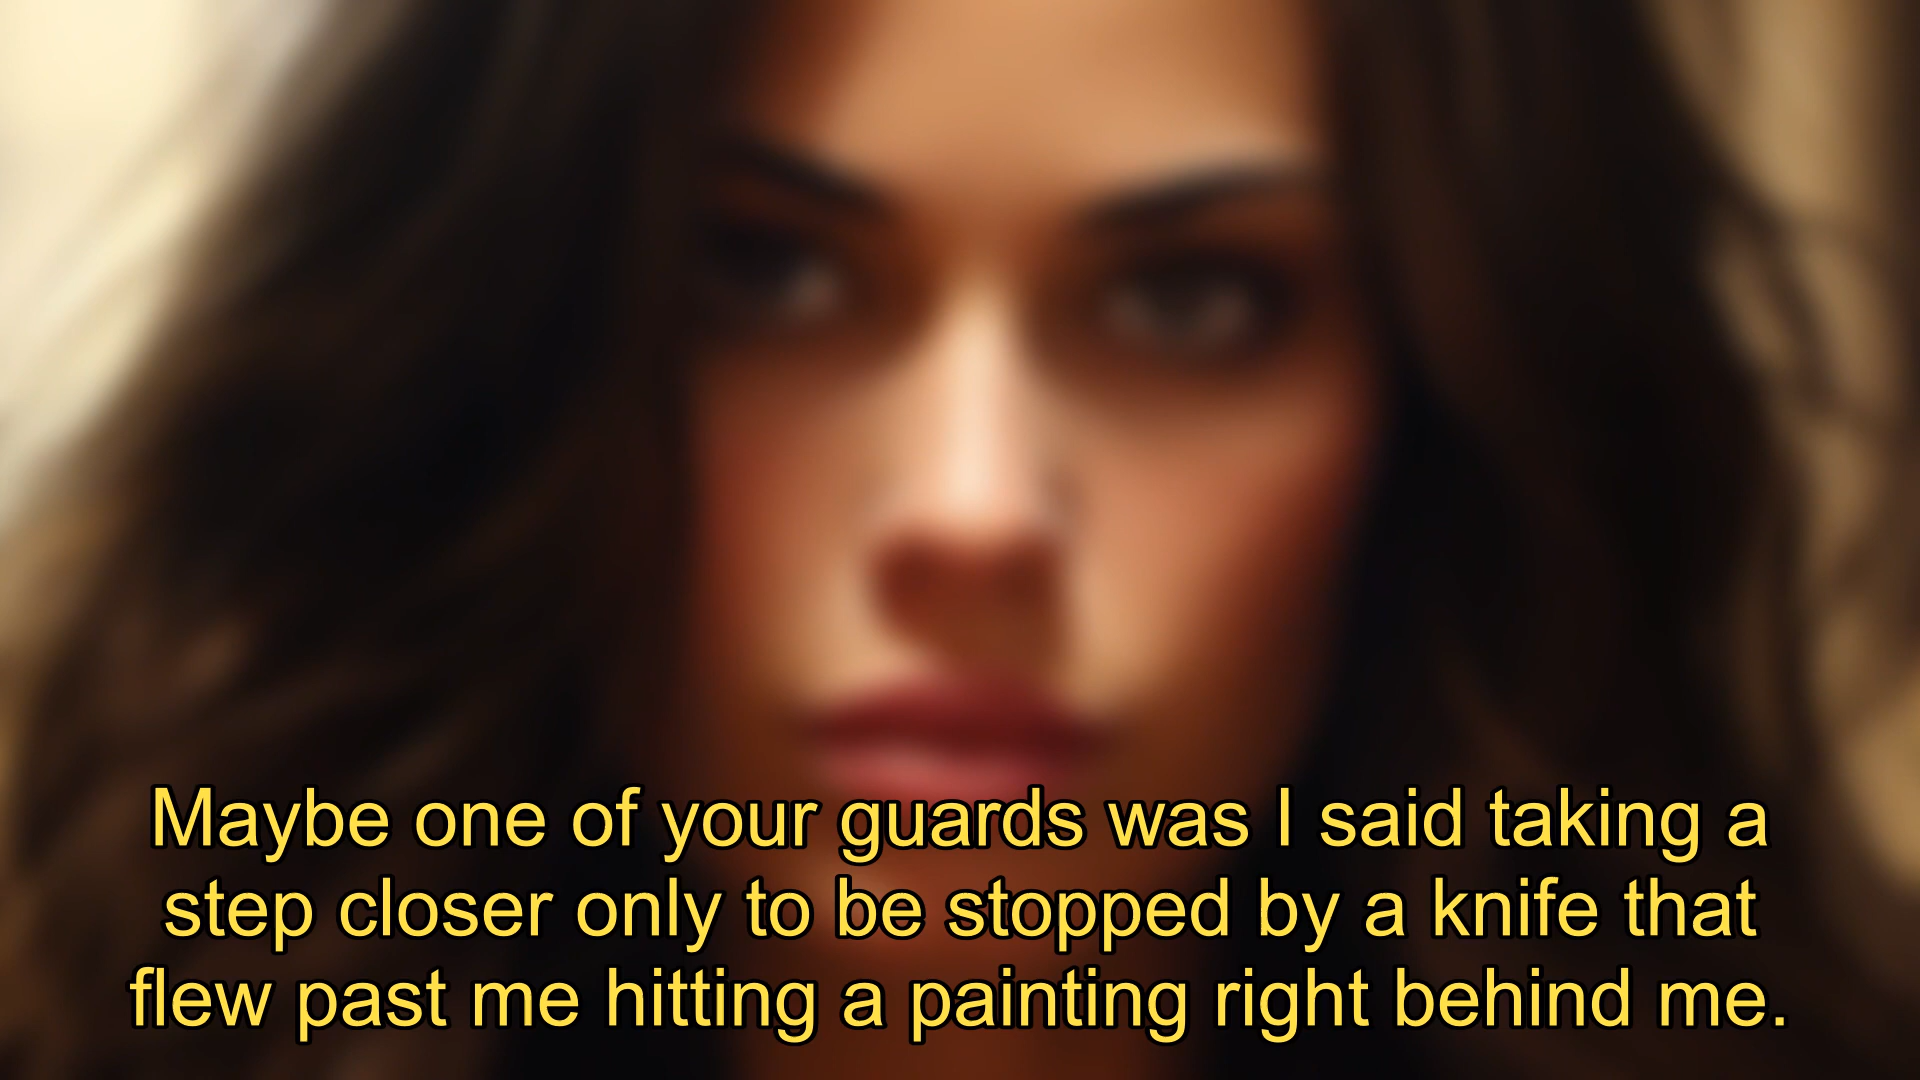 Maybe one of your guards was I said taking a
step closer only to be stopped by a knife that
flew past me hitting a painting right behind me.